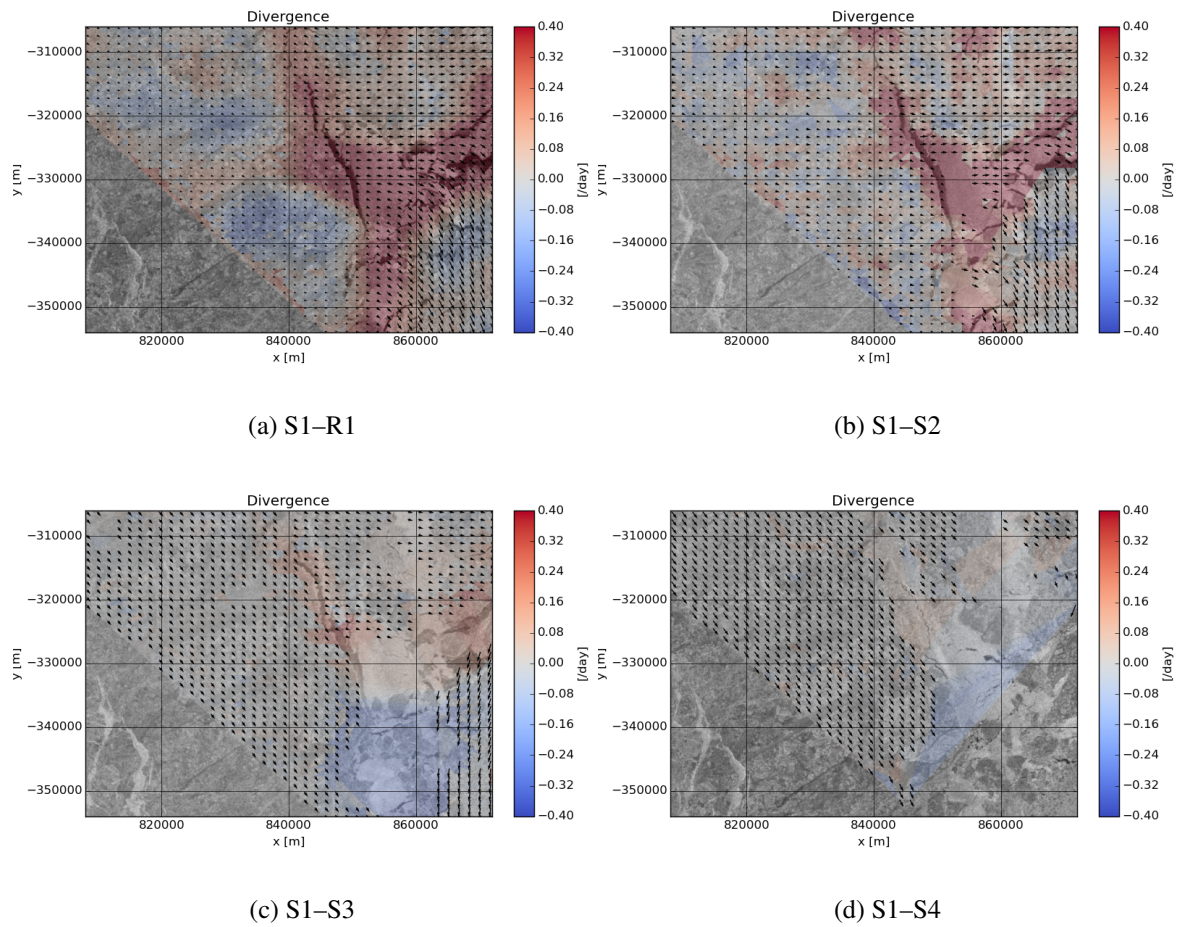 Divergence
−310000
−320000
−330000
−340000
−350000
y [m]
820000 840000 860000
x [m]
0.40
0.32
0.24
0.16
0.08
0.00
−0.08
−0.16
−0.24
−0.32
−0.40
[/day]
(a) S1–R1
Divergence
−310000
−320000
−330000
−340000
−350000
y [m]
820000 840000 860000
x [m]
0.40
0.32
0.24
0.16
0.08
0.00
−0.08
−0.16
−0.24
−0.32
−0.40
[/day]
(b) S1–S2
Divergence
−310000
−320000
−330000
−340000
−350000
y [m]
820000 840000 860000
x [m]
0.40
0.32
0.24
0.16
0.08
0.00
−0.08
−0.16
−0.24
−0.32
−0.40
[/day]
(c) S1–S3
Divergence
−310000
−320000
−330000
−340000
−350000
y [m]
820000 840000 860000
x [m]
0.40
0.32
0.24
0.16
0.08
0.00
−0.08
−0.16
−0.24
−0.32
−0.40
[/day]
(d) S1–S4